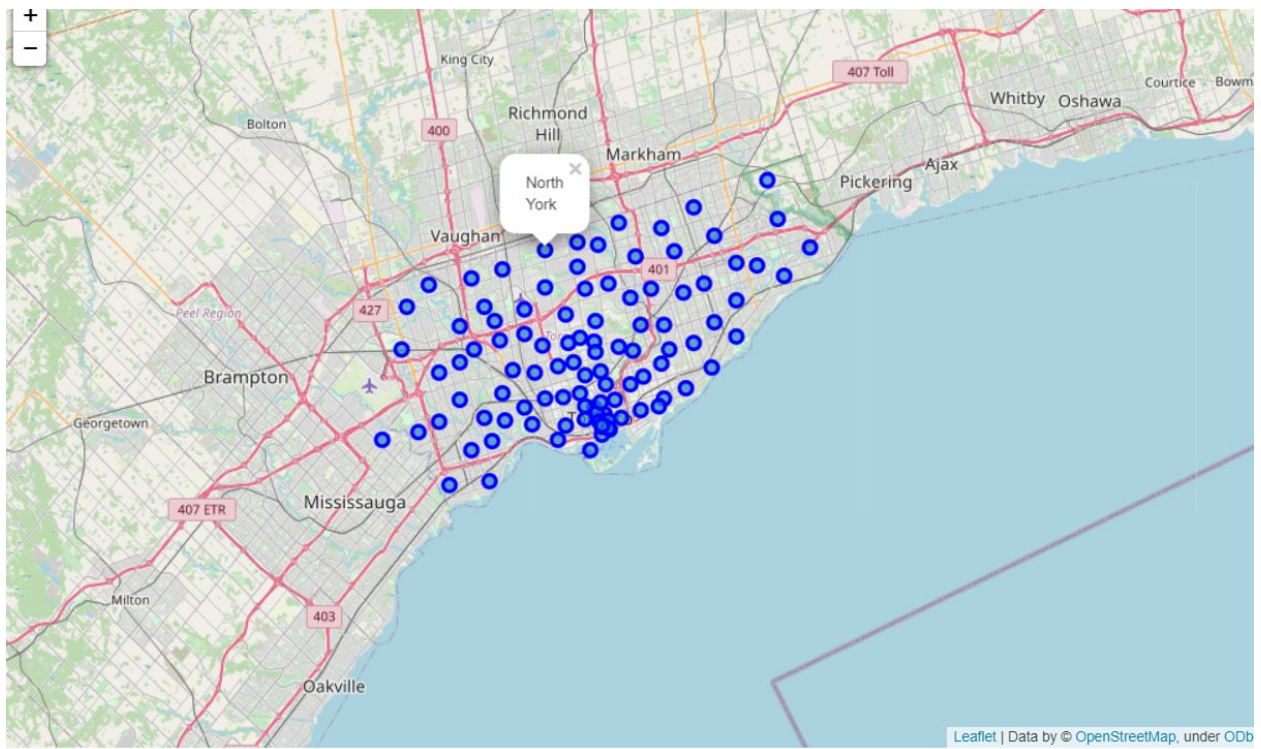 +
−
King City
407 Toll
Courtice
Bowm
Whitby
Oshawa
Richmond
Hill
Bolton
400
Markham
Ajax
×
North
York
Pickering
Vaughan
401
427
Peel Region
Brampton
Georgetown
Mississauga
407 ETR
Milton
403
Oakville
Leaflet | Data by © OpenStreetMap, under ODb